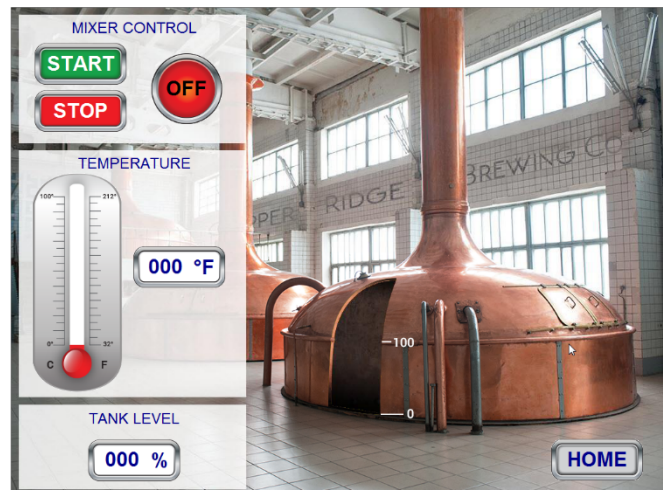 MIXER CONTROL
START
OFF
STOP
TEMPERATURE
100° 212°
000 °F
0° 32°
C F
TANK LEVEL
000 %
PER RIDGE BREWING CO
100
0
HOME